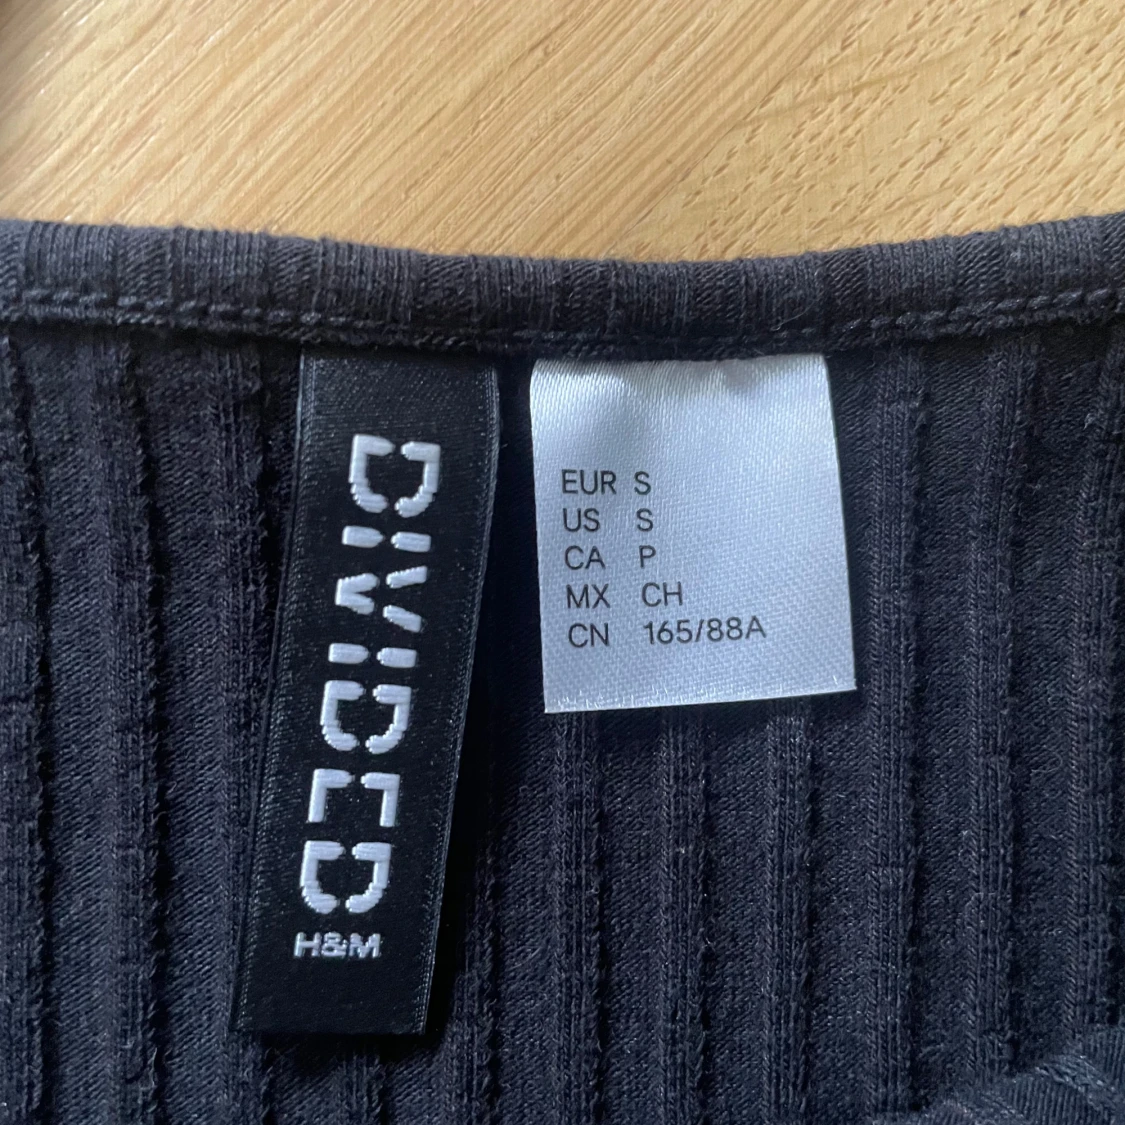 DIVIDED
H&M
EUR S
US S
CA P
MX CH
CN 165/88A